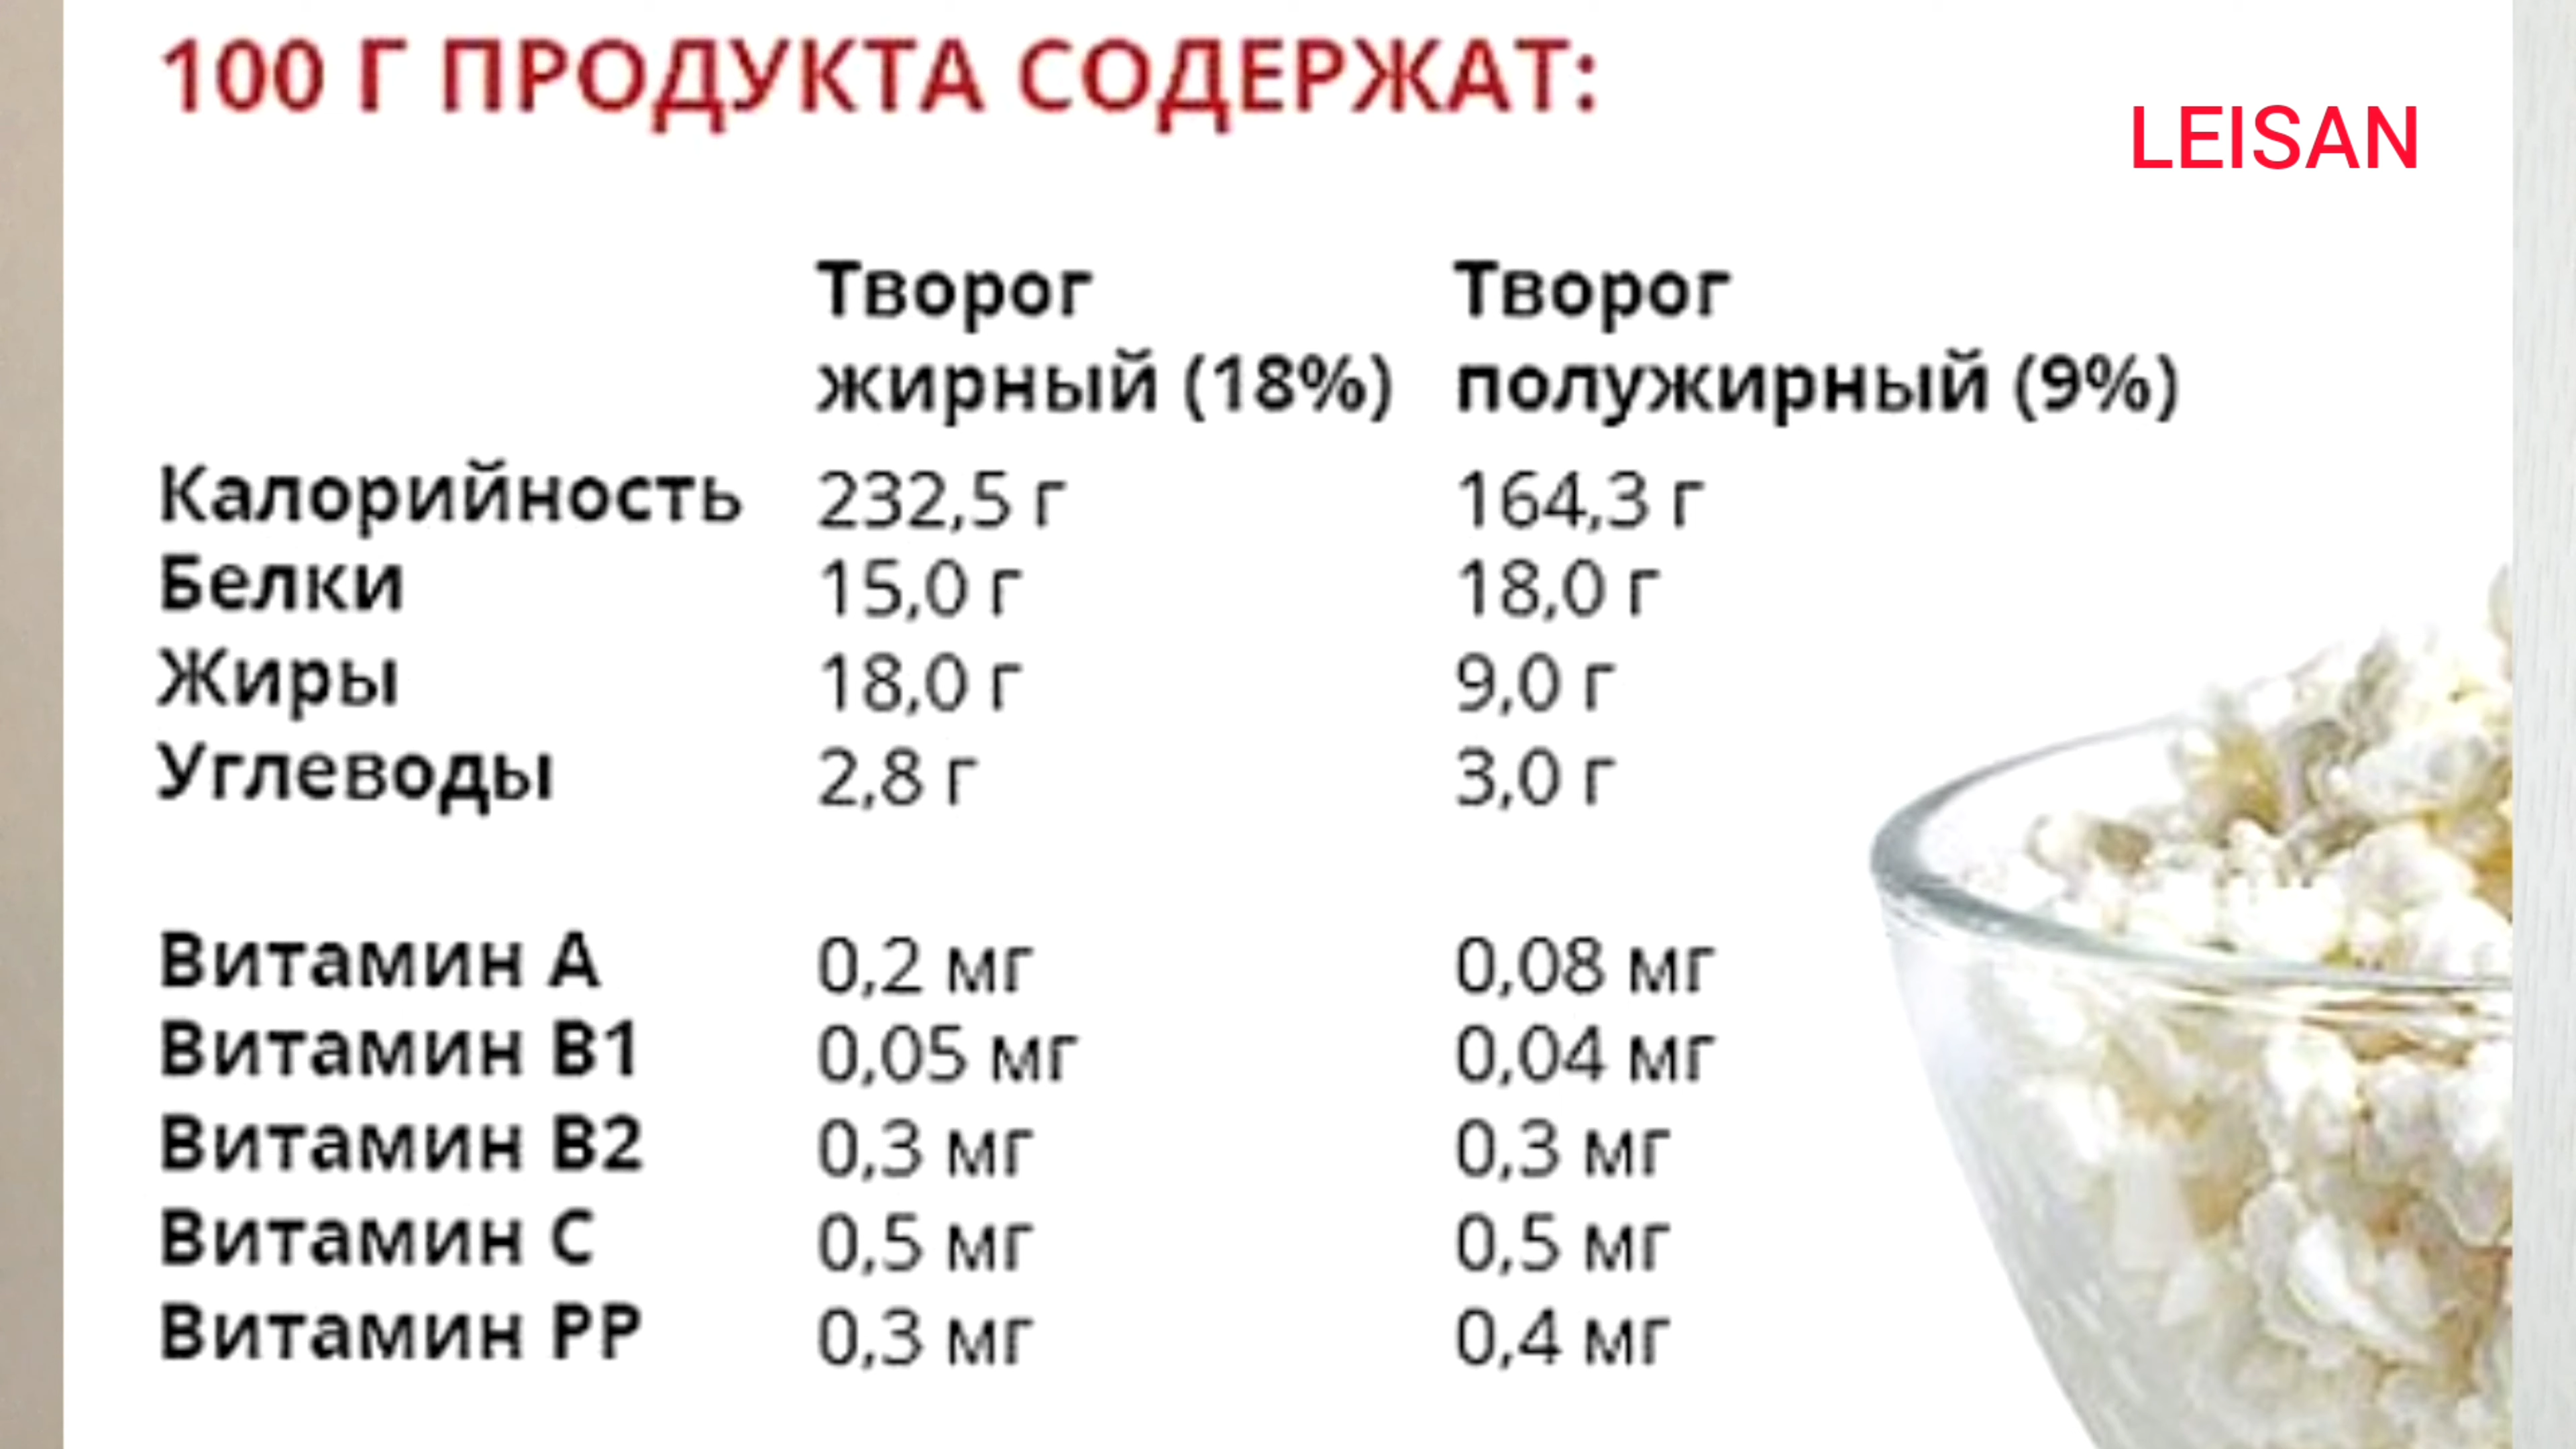 100 Г ПРОДУКТА СОДЕРЖАТ:
LEISAN
Творог жирный (18%) Творог полужирный (9%)
Калорийность 232,5 г 164,3 г
Белки 15,0 г 18,0 г
Жиры 18,0 г 9,0 г
Углеводы 2,8 г 3,0 г
Витамин А 0,2 мг 0,08 мг
Витамин В1 0,05 мг 0,04 мг
Витамин В2 0,3 мг 0,3 мг
Витамин С 0,5 мг 0,5 мг
Витамин РР 0,3 мг 0,4 мг